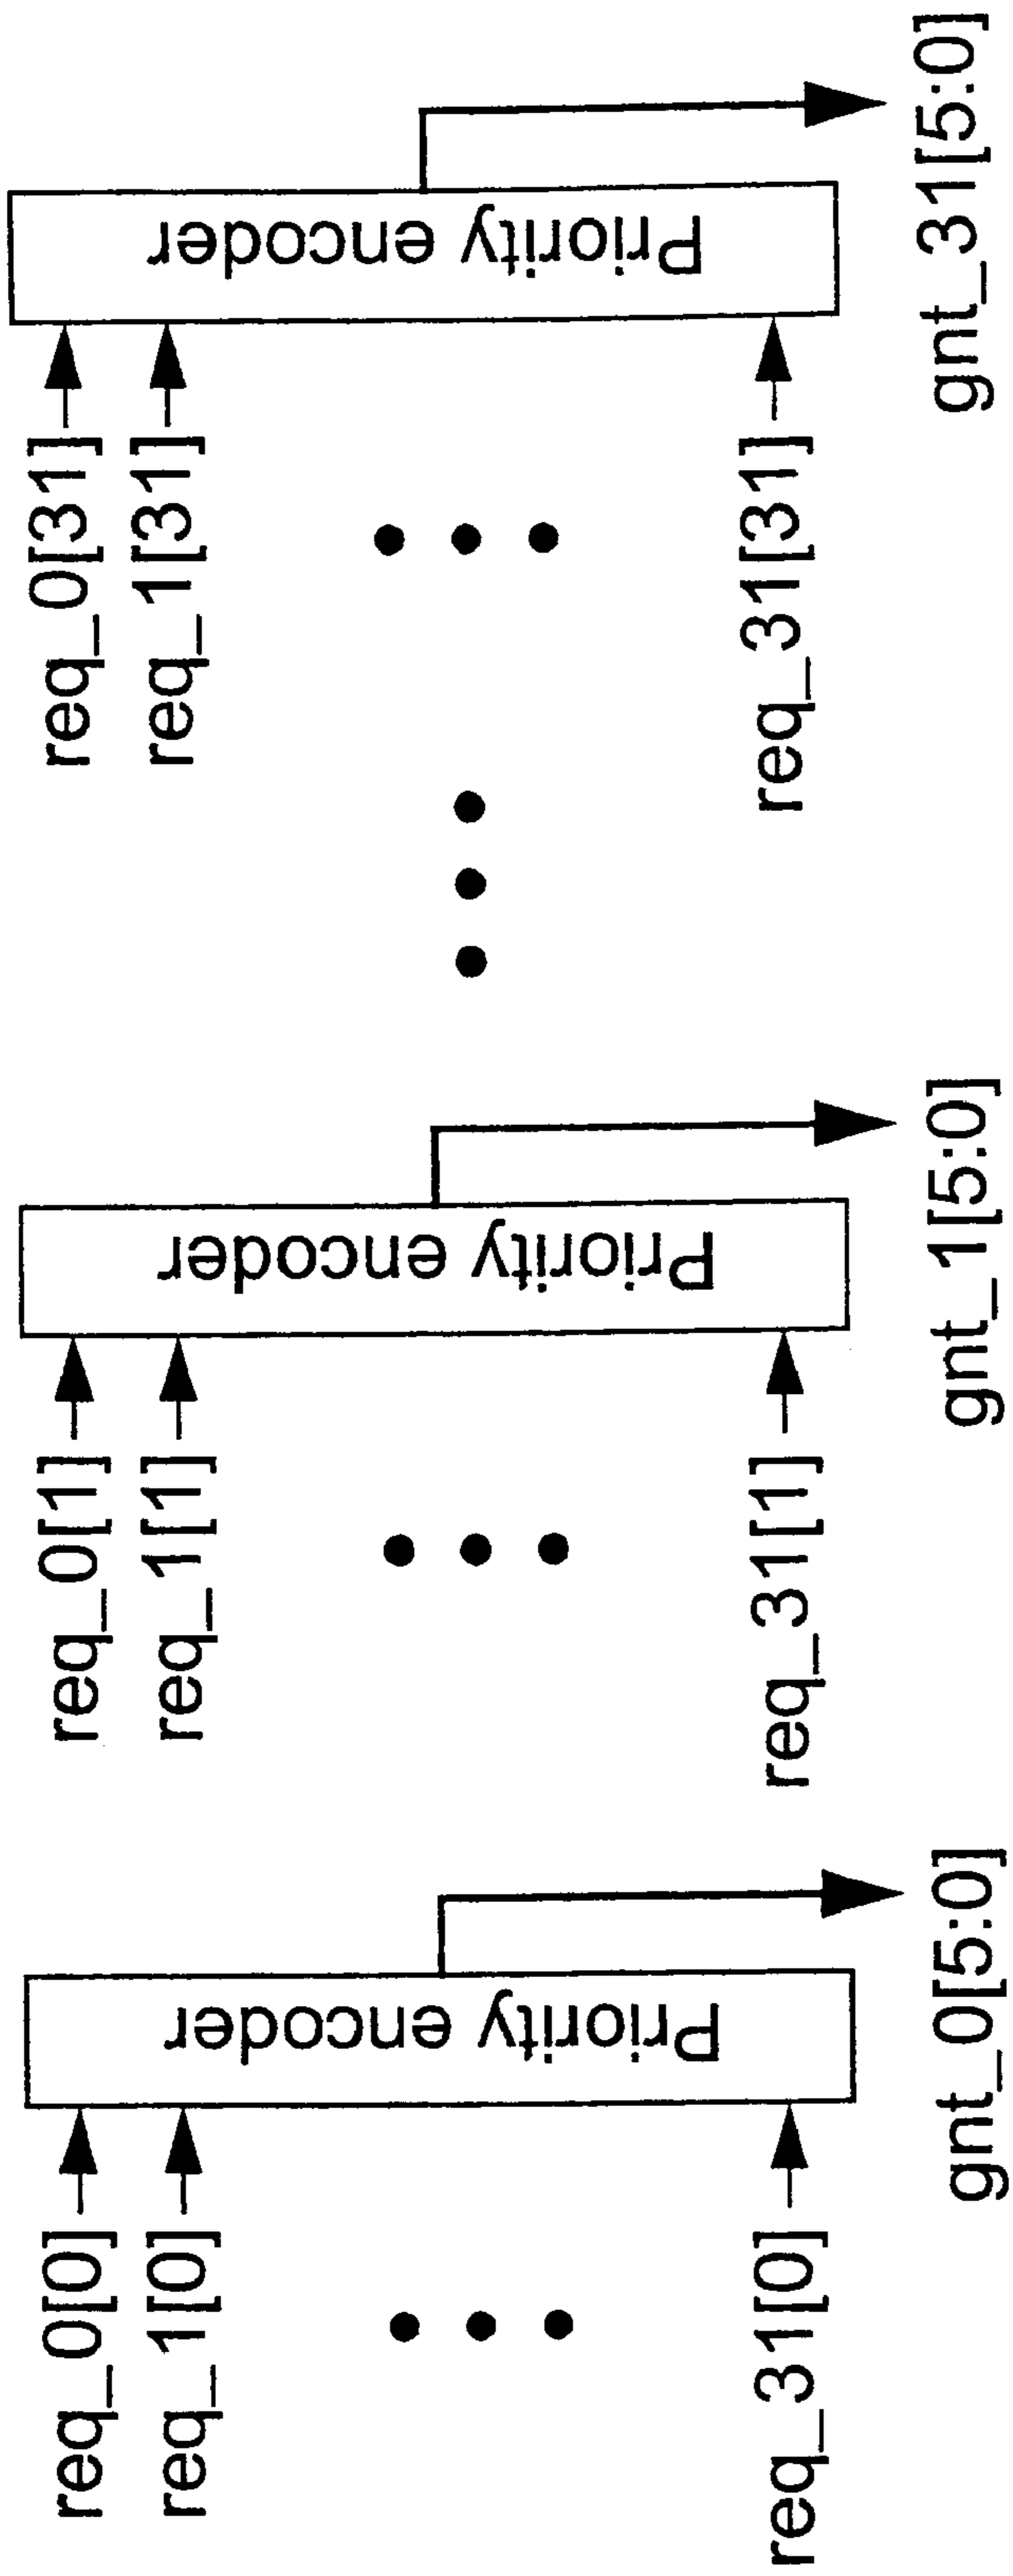 req_0[0]
req_1[0]
req_31[0]
Priority encoder
gnt_0[5:0]
req_0[1]
req_1[1]
req_31[1]
Priority encoder
gnt_1[5:0]
req_0[31]
req_1[31]
req_31[31]
Priority encoder
gnt_31[5:0]